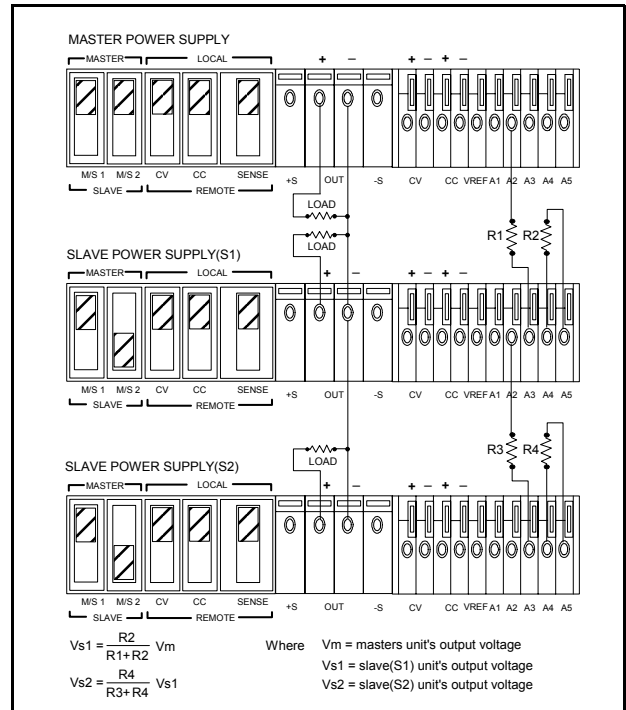 MASTER POWER SUPPLY
MASTER LOCAL + − + − + −
M/S 1 M/S 2 CV CC SENSE +S OUT -S CV CC VREF A1 A2 A3 A4 A5
SLAVE REMOTE
LOAD
LOAD
R1 R2
SLAVE POWER SUPPLY(S1)
MASTER LOCAL + − + − + −
M/S 1 M/S 2 CV CC SENSE +S OUT -S CV CC VREF A1 A2 A3 A4 A5
SLAVE REMOTE
LOAD
R3 R4
SLAVE POWER SUPPLY(S2)
MASTER LOCAL + − + − + −
M/S 1 M/S 2 CV CC SENSE +S OUT -S CV CC VREF A1 A2 A3 A4 A5
SLAVE REMOTE
Vs1 = R2 / R1+R2 Vm
Vs2 = R4 / R3+R4 Vs1
Where Vm = masters unit's output voltage
Vs1 = slave(S1) unit's output voltage
Vs2 = slave(S2) unit's output voltage